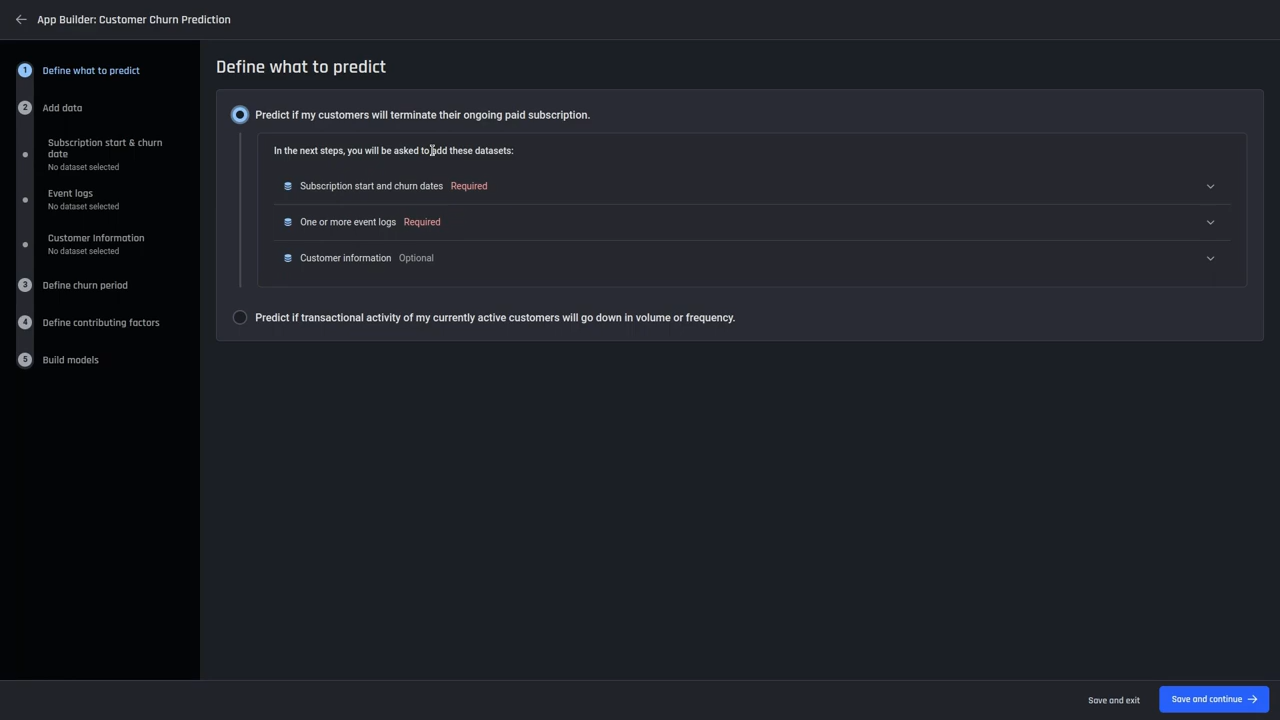 App Builder: Customer Churn Prediction
1 Define what to predict
2 Add data
Subscription start & churn
date
No dataset selected
Event logs
No dataset selected
Customer Information
No dataset selected
3 Define churn period
4 Define contributing factors
5 Build models
Define what to predict
Predict if my customers will terminate their ongoing paid subscription.
In the next steps, you will be asked to add these datasets:
Subscription start and churn dates Required
One or more event logs Required
Customer information Optional
Predict if transactional activity of my currently active customers will go down in volume or frequency.
Save and exit
Save and continue